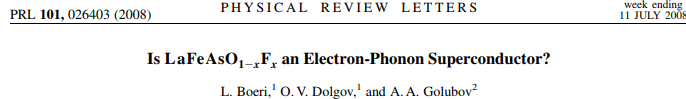 PHYSICAL REVIEW LETTERS
week ending
PRL 101, 026403 (2008)
11 JULY 2008
Is LaFeAsO1−xFx an Electron-Phonon Superconductor?
L. Boeri,1 O. V. Dolgov,1 and A. A. Golubov2